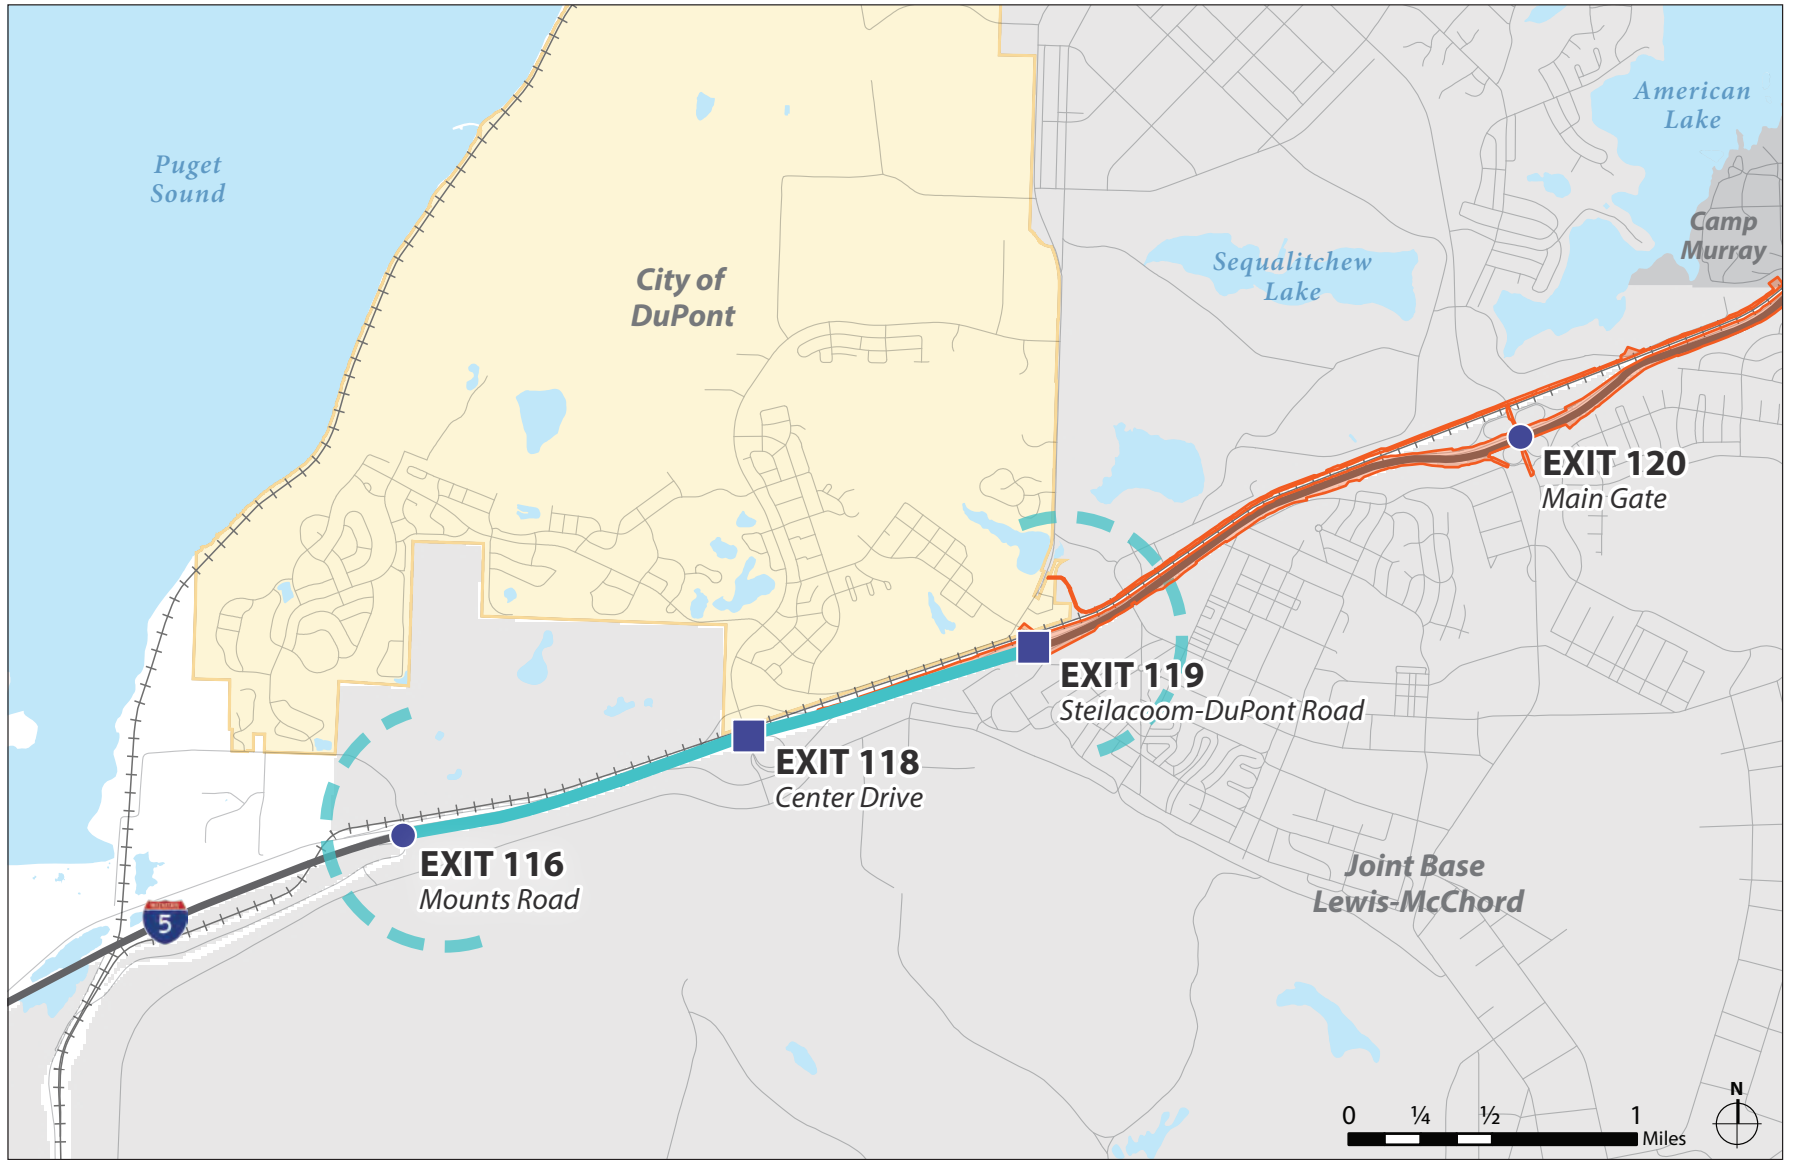 American
Lake
Puget
Sound
Camp
Murray
Sequalitchew
Lake
City of
DuPont
EXIT 120
Main Gate
EXIT 119
Steilacoom-DuPont Road
EXIT 118
Center Drive
EXIT 116
Mounts Road
Joint Base
Lewis-McChord
INTERSTATE
5
N
0 ¼ ½ 1
Miles